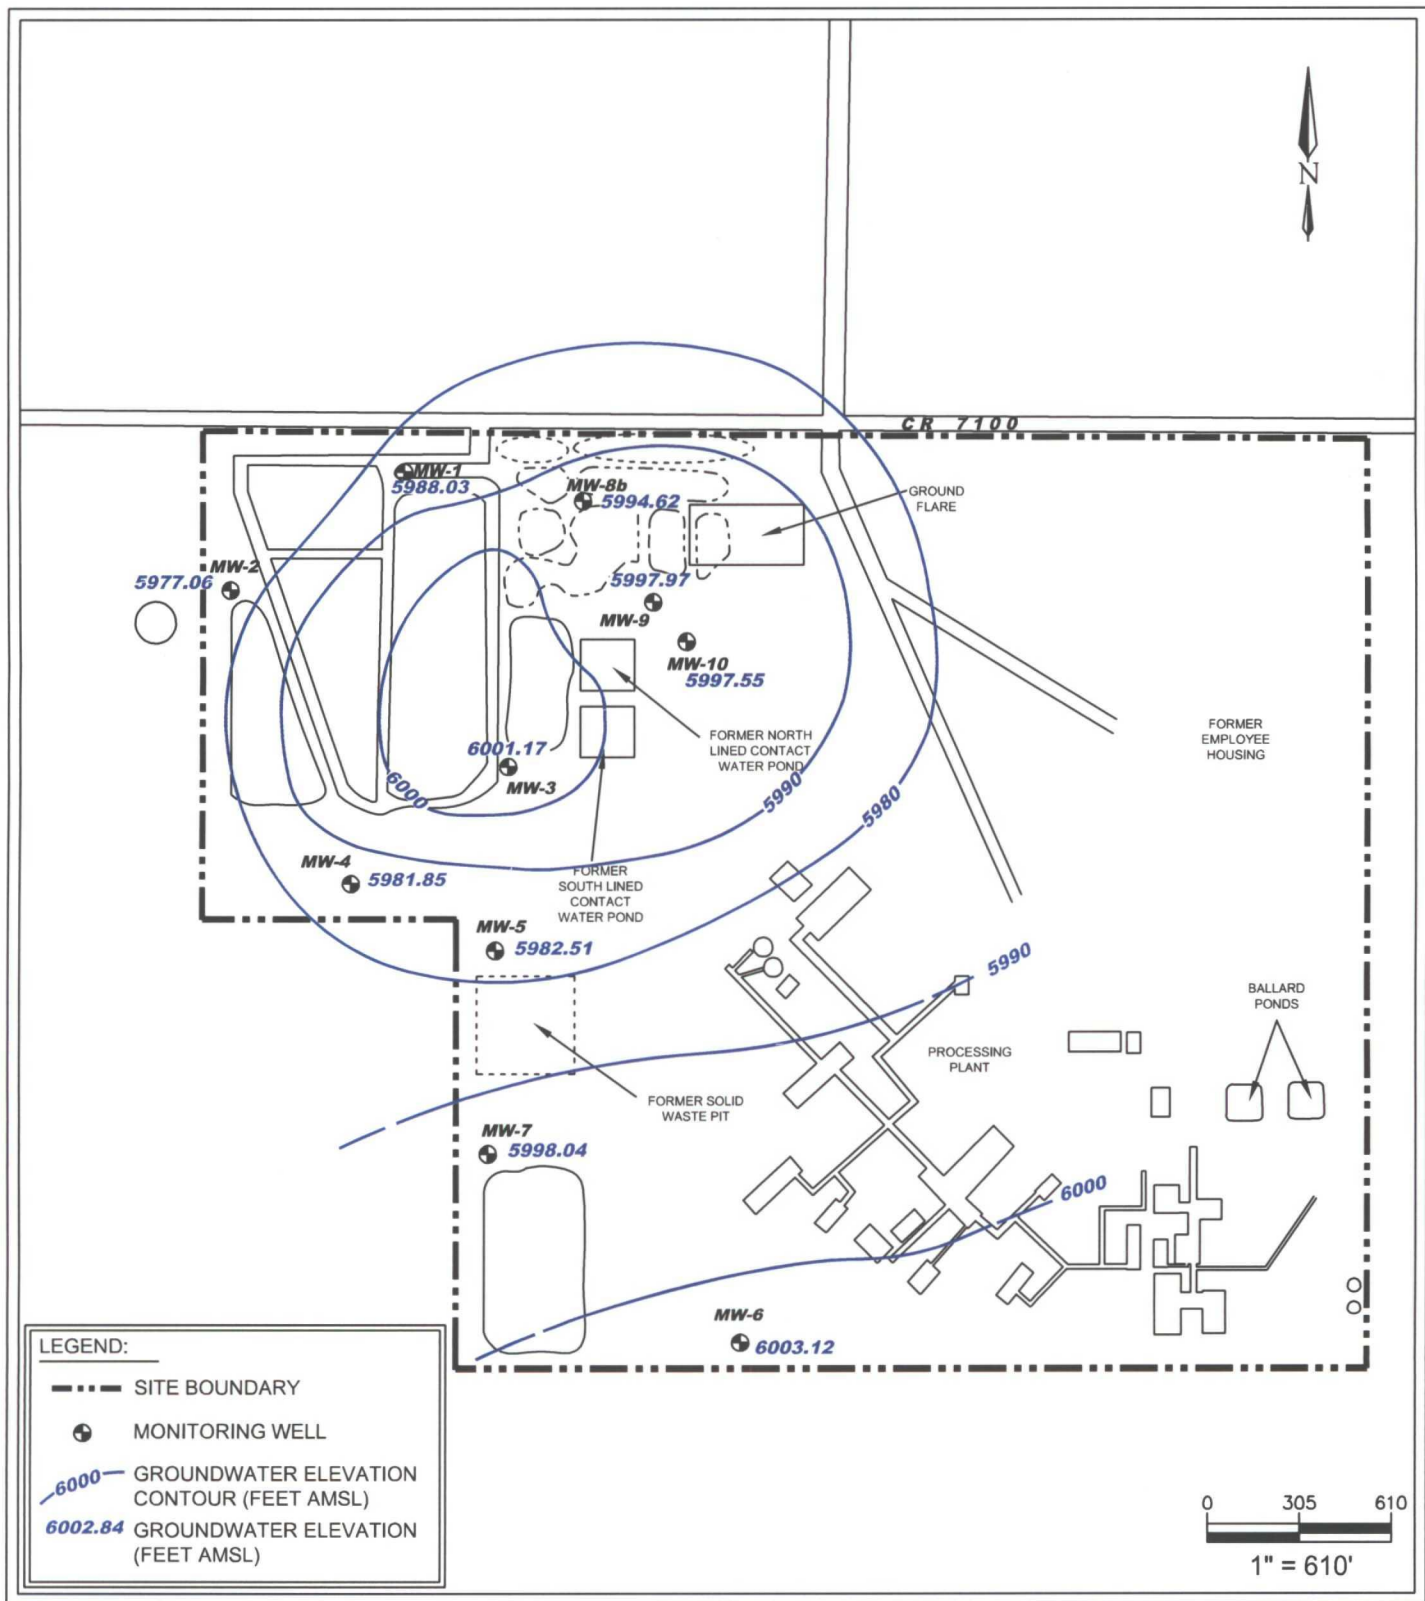 N
CR 7100
MW-1
5988.03
MW-8b
5994.62
GROUND
FLARE
MW-2
5977.06
5997.97
MW-9
MW-10
5997.55
FORMER NORTH
LINED CONTACT
WATER POND
FORMER
EMPLOYEE
HOUSING
6001.17
MW-3
6000
5990
5980
MW-4
5981.85
FORMER
SOUTH LINED
CONTACT
WATER POND
MW-5
5982.51
5990
BALLARD
PONDS
PROCESSING
PLANT
FORMER SOLID
WASTE PIT
MW-7
5998.04
6000
MW-6
6003.12
LEGEND:
SITE BOUNDARY
MONITORING WELL
6000 GROUNDWATER ELEVATION
CONTOUR (FEET AMSL)
6002.84 GROUNDWATER ELEVATION
(FEET AMSL)
0 305 610
1" = 610'